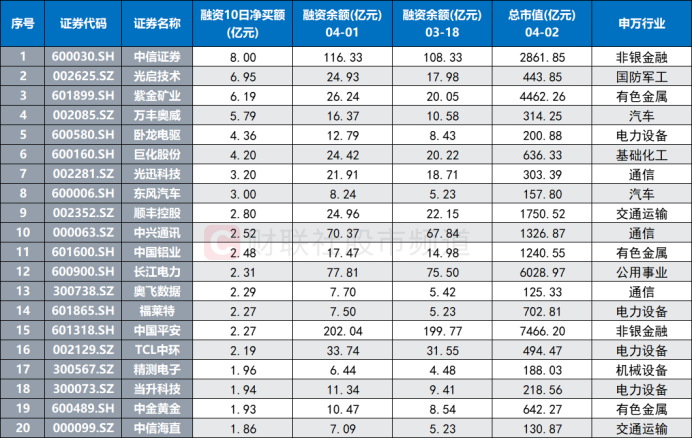 序号 证券代码 证券名称 融资10日净买额(亿元) 融资余额(亿元) 04-01 融资余额(亿元) 03-18 总市值(亿元) 04-02 申万行业
1 600030.SH 中信证券 8.00 116.33 108.33 2861.85 非银金融
2 002625.SZ 光启技术 6.95 24.93 17.98 443.85 国防军工
3 601899.SH 紫金矿业 6.19 26.24 20.05 4462.26 有色金属
4 002085.SZ 万丰奥威 5.79 16.37 10.58 314.25 汽车
5 600580.SH 卧龙电驱 4.36 12.79 8.43 200.88 电力设备
6 600160.SH 巨化股份 4.20 24.42 20.22 636.33 基础化工
7 002281.SZ 光迅科技 3.20 21.91 18.71 303.39 通信
8 600006.SH 东风汽车 3.00 8.24 5.23 157.80 汽车
9 002352.SZ 顺丰控股 2.80 24.96 22.15 1750.52 交通运输
10 000063.SZ 中兴通讯 2.52 70.37 67.84 1326.87 通信
财联社股市频道
11 601600.SH 中国铝业 2.48 17.47 14.98 1240.55 有色金属
12 600900.SH 长江电力 2.31 77.81 75.50 6028.97 公用事业
13 300738.SZ 奥飞数据 2.29 7.70 5.42 125.33 通信
14 601865.SH 福莱特 2.27 7.50 5.23 702.81 电力设备
15 601318.SH 中国平安 2.27 202.04 199.77 7466.20 非银金融
16 002129.SZ TCL中环 2.19 33.74 31.55 494.47 电力设备
17 300567.SZ 精测电子 1.96 6.44 4.48 188.03 机械设备
18 300073.SZ 当升科技 1.94 11.34 9.41 218.56 电力设备
19 600489.SH 中金黄金 1.93 10.47 8.54 642.27 有色金属
20 000099.SZ 中信海直 1.86 7.09 5.23 130.87 交通运输